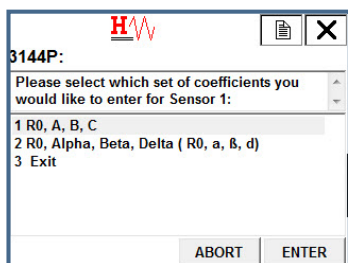 H
3144P:
Please select which set of coefficients you
would like to enter for Sensor 1:
1 R0, A, B, C
2 R0, Alpha, Beta, Delta ( R0, a, ß, d)
3 Exit
ABORT
ENTER